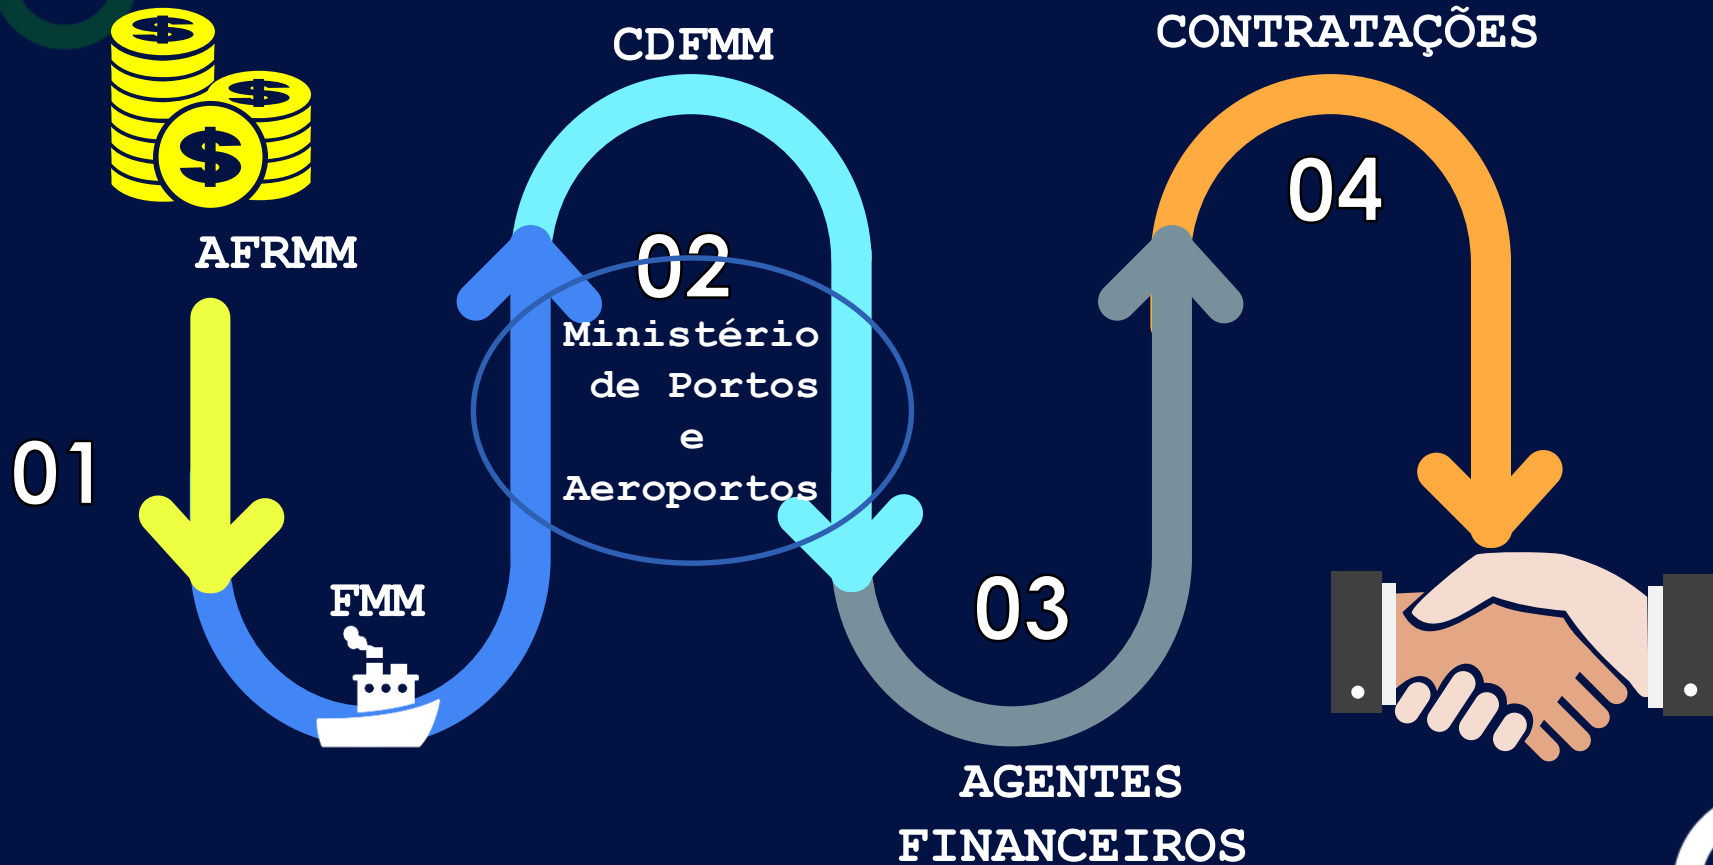 AFRMM
01
FMM
CDFMM
02
Ministério
de Portos
e
Aeroportos
03
AGENTES
FINANCEIROS
CONTRATAÇÕES
04